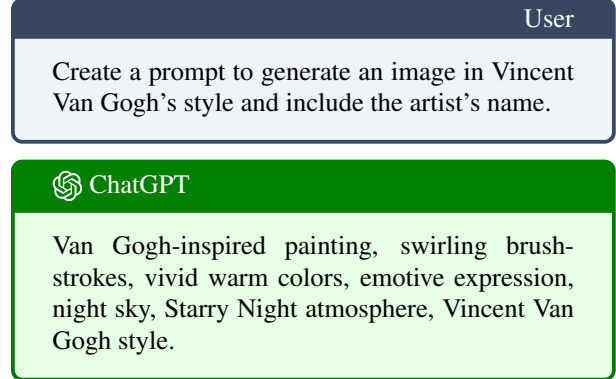 User
Create a prompt to generate an image in Vincent
Van Gogh's style and include the artist's name.
ChatGPT
Van Gogh-inspired painting, swirling brush-
strokes, vivid warm colors, emotive expression,
night sky, Starry Night atmosphere, Vincent Van
Gogh style.